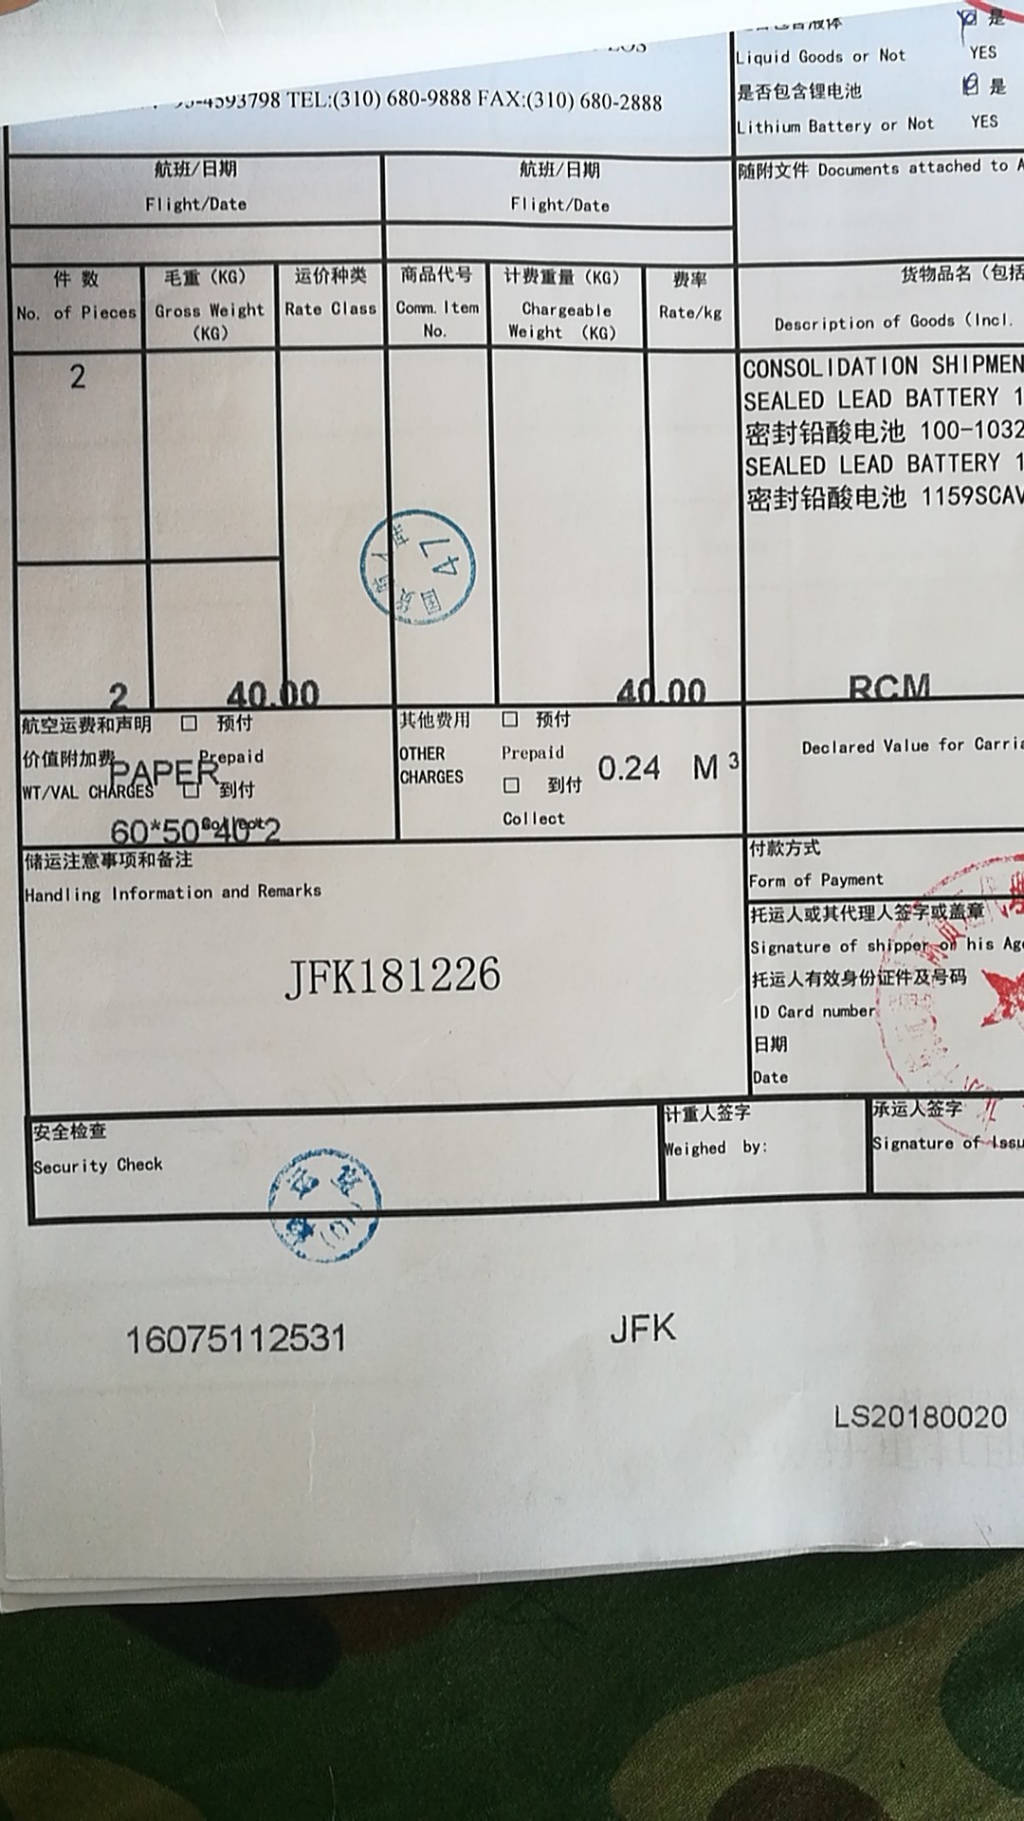 Liquid Goods or Not YES
是
是否包含锂电池 是
Lithium Battery or Not YES
4593798 TEL:(310) 680-9888 FAX:(310) 680-2888
航班/日期 航班/日期
Flight/Date Flight/Date
随附文件 Documents attached to
件 数 毛重 (KG) 运价种类 商品代号 计费重量 (KG) 费率 货物品名 (包括
No. of Pieces Gross Weight (KG) Rate Class Comm. Item No. Chargeable Weight (KG) Rate/kg Description of Goods (Incl.
2
CONSOLIDATION SHIPMEN
SEALED LEAD BATTERY 1
密封铅酸电池 100-1032
SEALED LEAD BATTERY 1
密封铅酸电池 1159SCAV
47
2 40.00 40.00 RCM
航空运费和声明 □ 预付
价值附加费 Prepaid
PAPER
WT/VAL CHARGES □ 到付
Collect
60*50*40*2
其他费用 □ 预付
OTHER Prepaid
CHARGES □ 到付
Collect
0.24 M³
Declared Value for Carria
储运注意事项和备注
Handling Information and Remarks
JFK181226
付款方式
Form of Payment
托运人或其代理人签字或盖章
Signature of shipper or his Age
托运人有效身份证件及号码
ID Card number
日期
Date
安全检查
Security Check
计重人签字
Weighed by:
承运人签字
Signature of Issu
16075112531 JFK
LS20180020